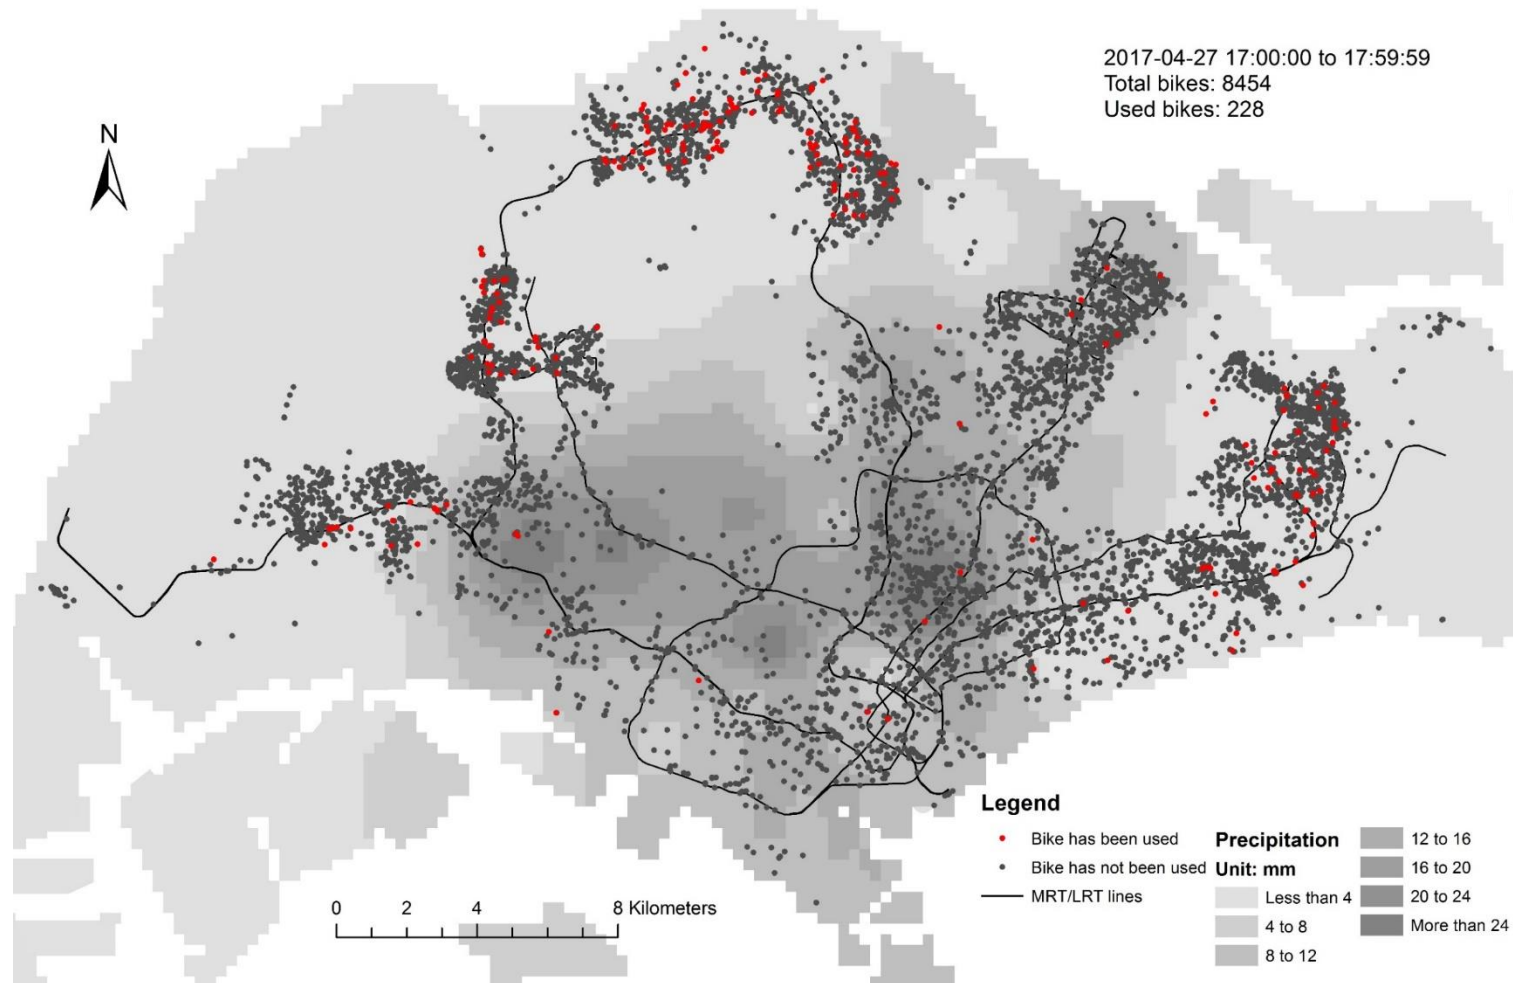 2017-04-27 17:00:00 to 17:59:59
Total bikes: 8454
Used bikes: 228
N
Legend
Bike has been used
Bike has not been used
MRT/LRT lines
Precipitation
Unit: mm
Less than 4
4 to 8
8 to 12
12 to 16
16 to 20
20 to 24
More than 24
0 2 4 8 Kilometers